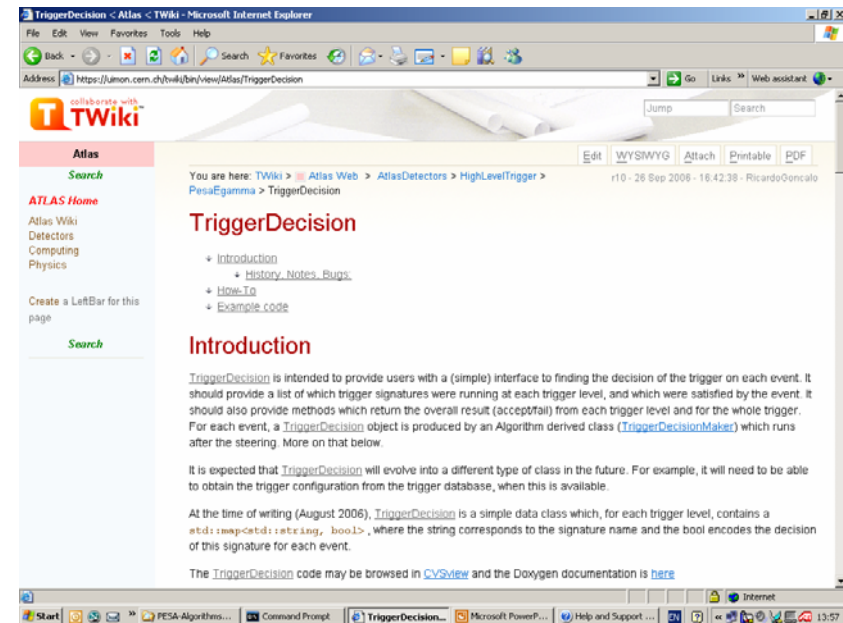 TriggerDecision < Atlas < TWiki - Microsoft Internet Explorer
File Edit View Favorites Tools Help
Back Search Favorites
Address https://uimon.cern.ch/twiki/bin/view/Atlas/TriggerDecision Go Links » Web assistant
collaborate with
TWiki
Jump Search
Atlas
Edit WYSIWYG Attach Printable PDF
Search
You are here: TWiki > Atlas Web > AtlasDetectors > HighLevelTrigger >
PesaEgamma > TriggerDecision
r10 - 26 Sep 2006 - 16:42:38 - RicardoGoncalo
ATLAS Home
Atlas Wiki
Detectors
Computing
Physics
Create a LeftBar for this
page
Search
TriggerDecision
Introduction
History, Notes, Bugs:
How-To
Example code
Introduction
TriggerDecision is intended to provide users with a (simple) interface to finding the decision of the trigger on each event. It
should provide a list of which trigger signatures were running at each trigger level, and which were satisfied by the event. It
should also provide methods which return the overall result (accept/fail) from each trigger level and for the whole trigger.
For each event, a TriggerDecision object is produced by an Algorithm derived class (TriggerDecisionMaker) which runs
after the steering. More on that below.
It is expected that TriggerDecision will evolve into a different type of class in the future. For example, it will need to be able
to obtain the trigger configuration from the trigger database, when this is available.
At the time of writing (August 2006), TriggerDecision is a simple data class which, for each trigger level, contains a
std::map<std::string, bool>, where the string corresponds to the signature name and the bool encodes the decision
of this signature for each event.
The TriggerDecision code may be browsed in CVSview and the Doxygen documentation is here
Internet
Start » PESA-Algorithms... Command Prompt TriggerDecision... Microsoft PowerP... Help and Support ... « 13:57